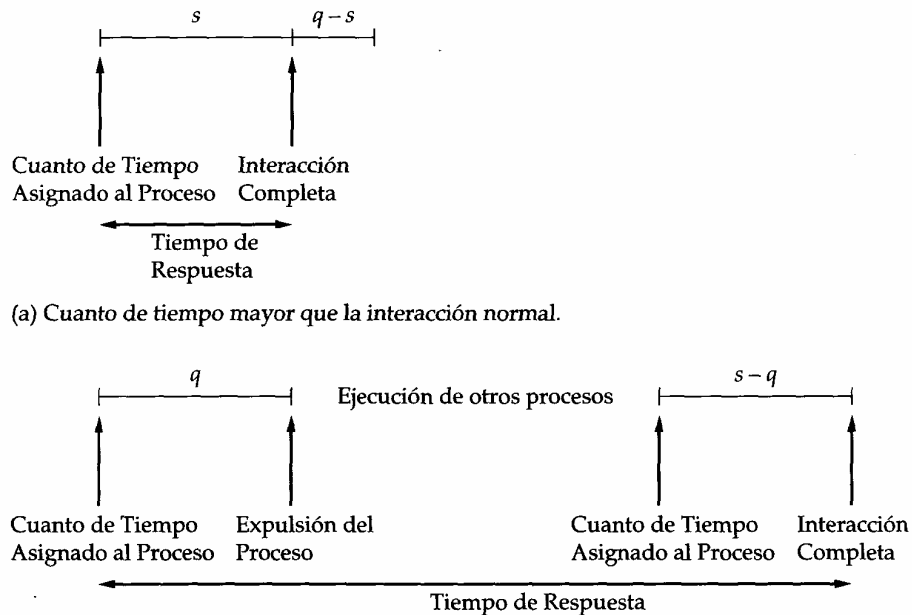 s
q – s
Cuanto de Tiempo
Asignado al Proceso
Interacción
Completa
Tiempo de
Respuesta
(a) Cuanto de tiempo mayor que la interacción normal.
q
Ejecución de otros procesos
s – q
Cuanto de Tiempo
Asignado al Proceso
Expulsión del
Proceso
Cuanto de Tiempo
Asignado al Proceso
Interacción
Completa
Tiempo de Respuesta